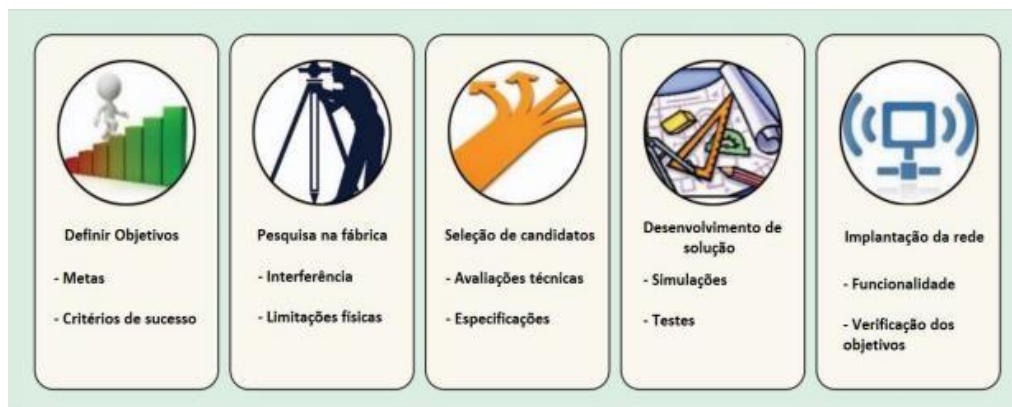 Definir Objetivos
- Metas
- Critérios de sucesso
Pesquisa na fábrica
- Interferência
- Limitações físicas
Seleção de candidatos
- Avaliações técnicas
- Especificações
Desenvolvimento de
solução
- Simulações
- Testes
Implantação da rede
- Funcionalidade
- Verificação dos
objetivos